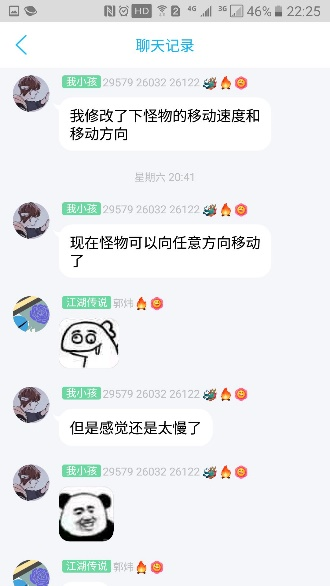 HD 2 4G 3G 46% 22:25
聊天记录
我小孩 29579 26032 26122
我修改了下怪物的移动速度和
移动方向
星期六 20:41
我小孩 29579 26032 26122
现在怪物可以向任意方向移动
了
江湖传说 郭炜
我小孩 29579 26032 26122
但是感觉还是太慢了
我小孩 29579 26032 26122
江湖传说 郭炜